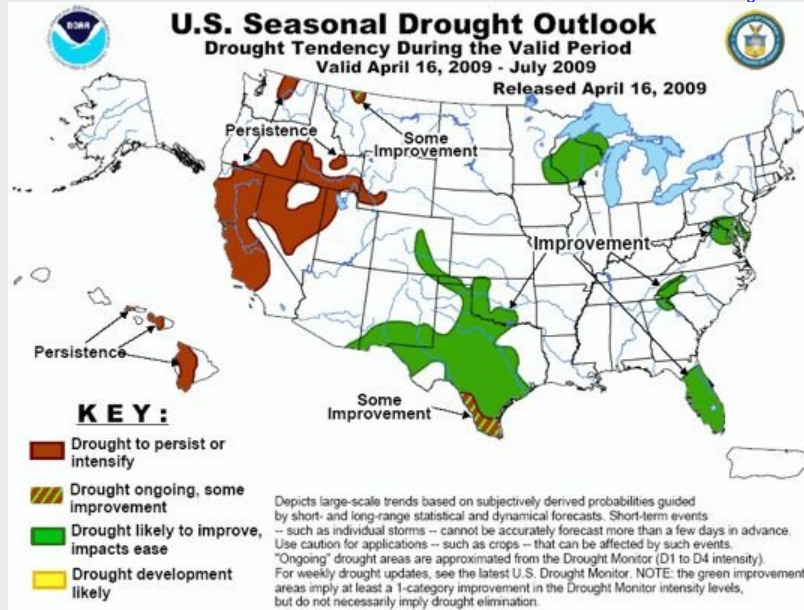 NOAA
U.S. Seasonal Drought Outlook
Drought Tendency During the Valid Period
Valid April 16, 2009 - July 2009
Released April 16, 2009
Persistence
Some
Improvement
Improvement
Persistence
Some
Improvement
KEY:
Drought to persist or
intensify
Drought ongoing, some
improvement
Drought likely to improve,
impacts ease
Drought development
likely
Depicts large-scale trends based on subjectively derived probabilities guided
by short- and long-range statistical and dynamical forecasts. Short-term events
-- such as individual storms -- cannot be accurately forecast more than a few days in advance.
Use caution for applications -- such as crops -- that can be affected by such events.
"Ongoing" drought areas are approximated from the Drought Monitor (D1 to D4 intensity).
For weekly drought updates, see the latest U.S. Drought Monitor. NOTE: the green improvement
areas imply at least a 1-category improvement in the Drought Monitor intensity levels,
but do not necessarily imply drought elimination.